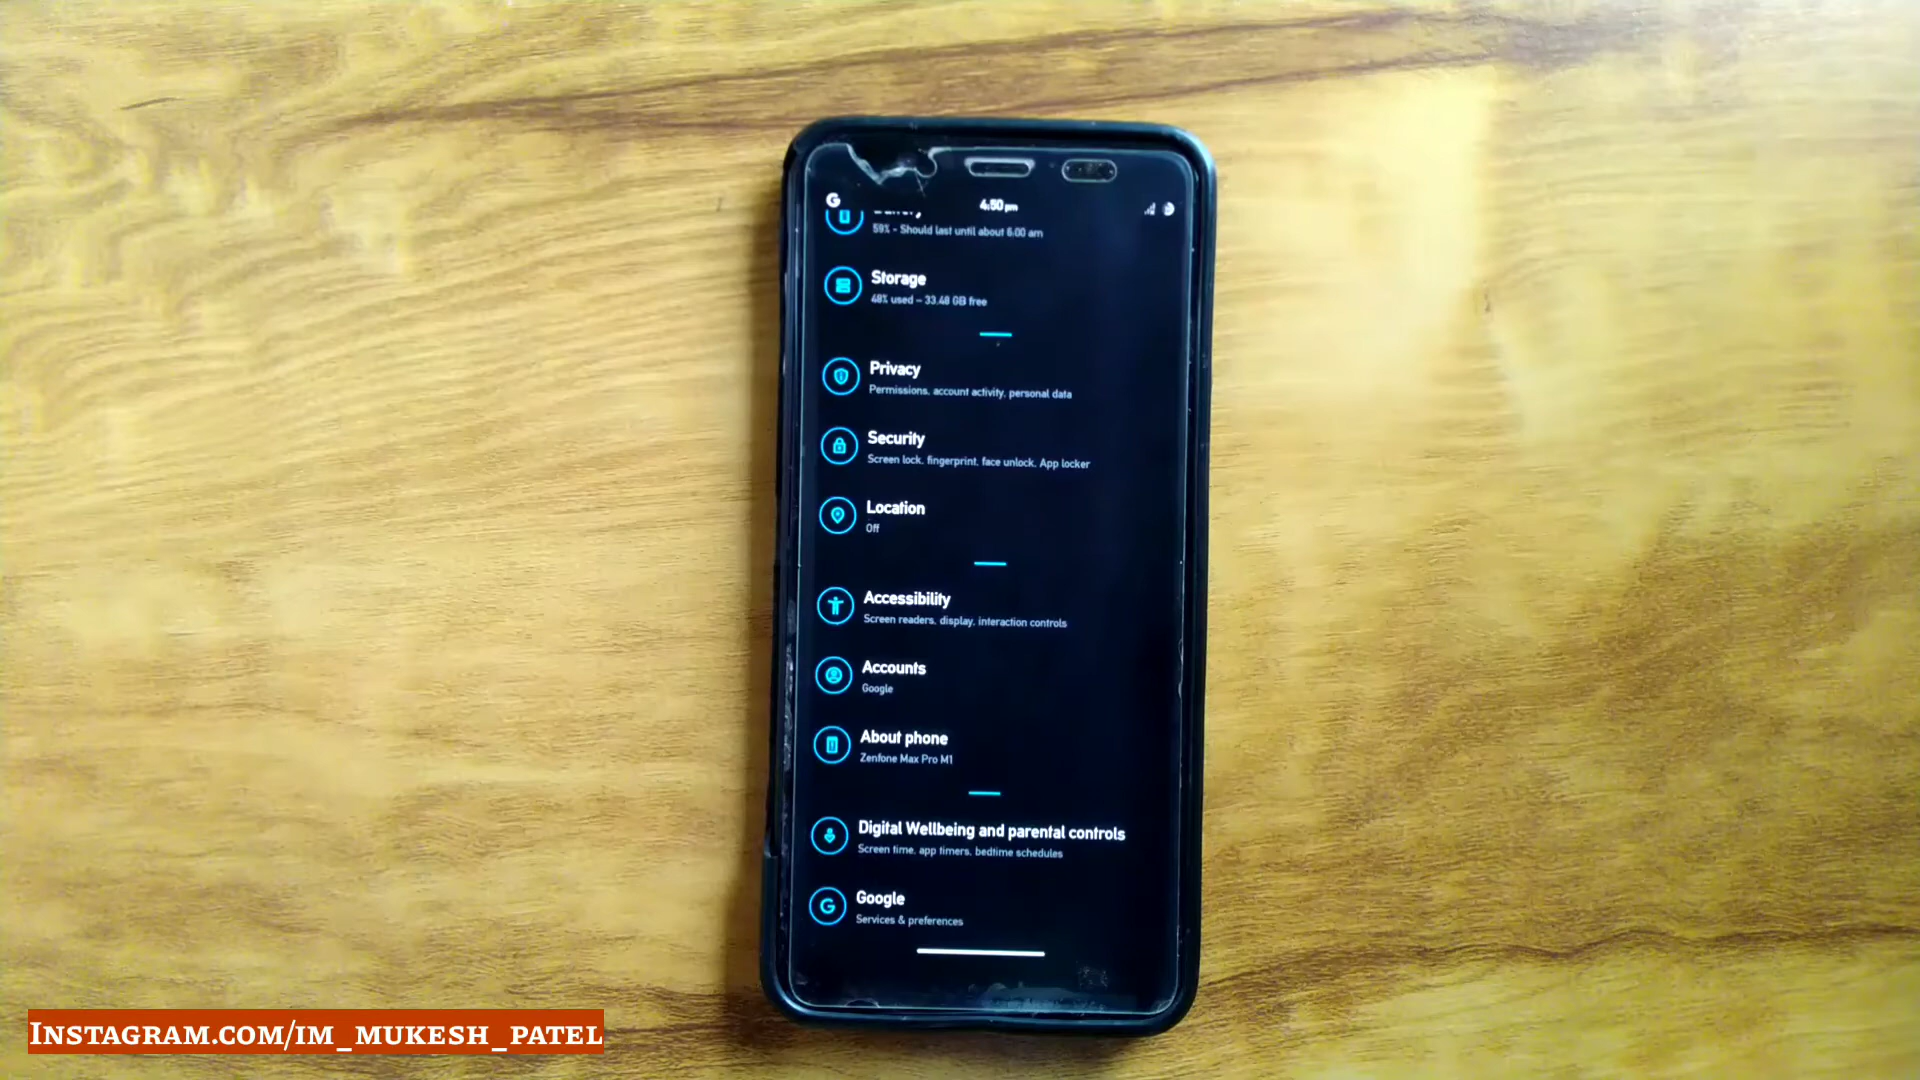 4:50 pm
Battery
59% - Should last until about 6:00 am
Storage
48% used – 33.48 GB free
Privacy
Permissions, account activity, personal data
Security
Screen lock, fingerprint, face unlock, App locker
Location
Off
Accessibility
Screen readers, display, interaction controls
Accounts
Google
About phone
Zenfone Max Pro M1
Digital Wellbeing and parental controls
Screen time, app timers, bedtime schedules
Google
Services & preferences
Instagram.com/im_mukesh_patel